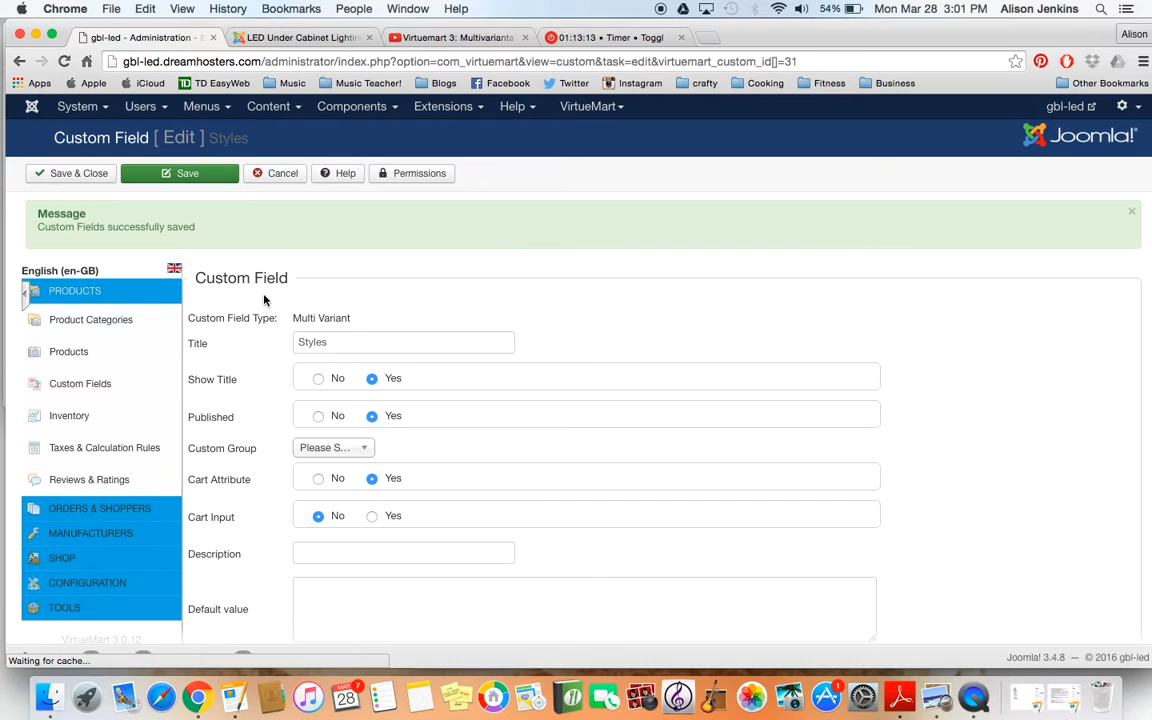 Chrome File Edit View History Bookmarks People Window Help 54% Mon Mar 28 3:01 PM Alison Jenkins
gbl-led - Administration - S LED Under Cabinet Lightin Virtuemart 3: Multivarianta 01:13:13 • Timer • Toggl Alison
gbl-led.dreamhosters.com/administrator/index.php?option=com_virtuemart&view=custom&task=edit&virtuemart_custom_id[]=31
Apps Apple iCloud TD EasyWeb Music Music Teacher! Blogs Facebook Twitter Instagram crafty Cooking Fitness Business Other Bookmarks
System Users Menus Content Components Extensions Help VirtueMart gbl-led
Custom Field [ Edit ] Styles Joomla!®
Save & Close Save Cancel Help Permissions
Message
Custom Fields successfully saved
×
English (en-GB)
PRODUCTS
Product Categories
Products
Custom Fields
Inventory
Taxes & Calculation Rules
Reviews & Ratings
ORDERS & SHOPPERS
MANUFACTURERS
SHOP
CONFIGURATION
TOOLS
VirtueMart 3.0.12
Custom Field
Custom Field Type: Multi Variant
Title Styles
Show Title No Yes
Published No Yes
Custom Group Please S...
Cart Attribute No Yes
Cart Input No Yes
Description
Default value
Waiting for cache...
Joomla! 3.4.8 — © 2016 gbl-led
MAR 28 7
1